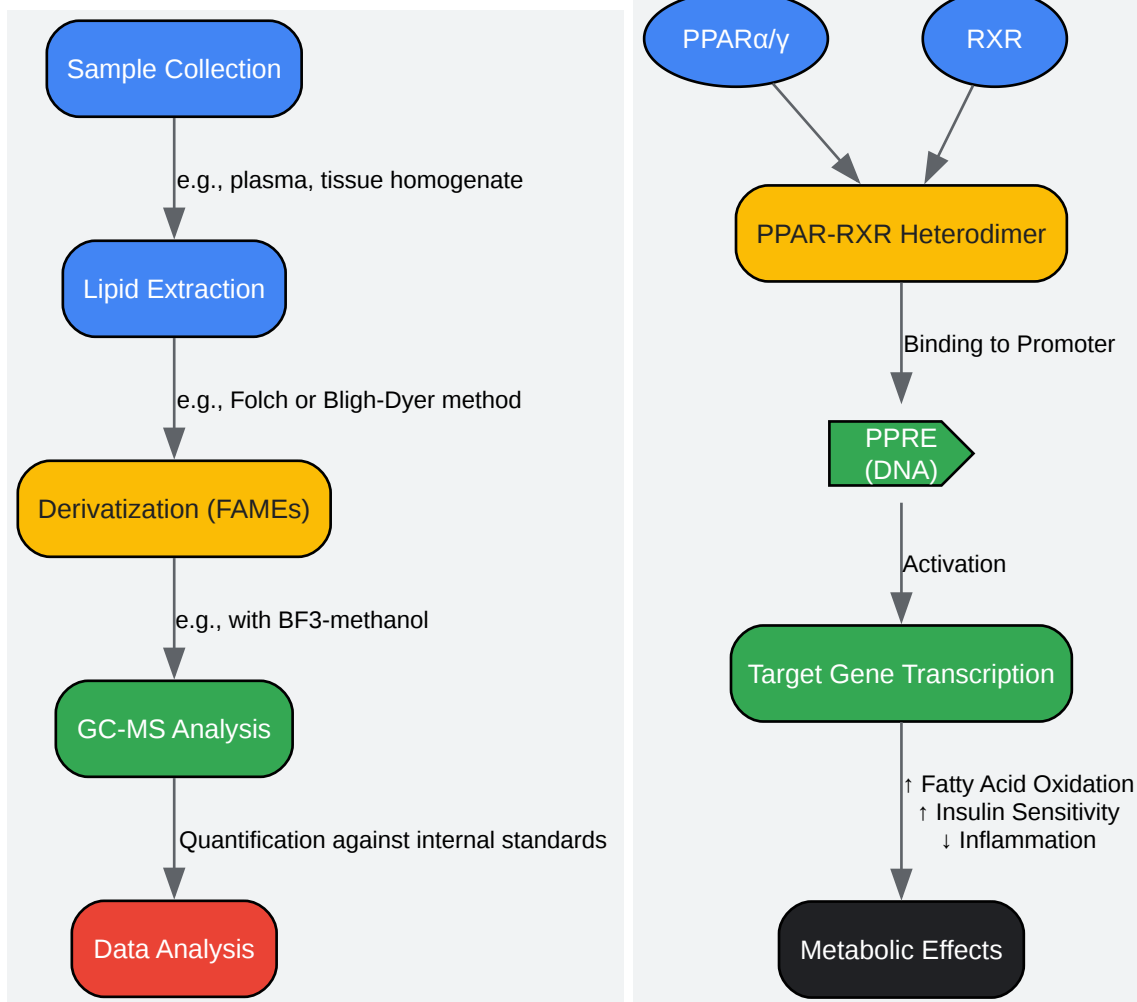 Sample Collection
e.g., plasma, tissue homogenate
Lipid Extraction
e.g., Folch or Bligh-Dyer method
Derivatization (FAMEs)
e.g., with BF3-methanol
GC-MS Analysis
Quantification against internal standards
Data Analysis
PPARα/γ
RXR
PPAR-RXR Heterodimer
Binding to Promoter
PPRE
(DNA)
Activation
Target Gene Transcription
↑ Fatty Acid Oxidation
↑ Insulin Sensitivity
↓ Inflammation
Metabolic Effects